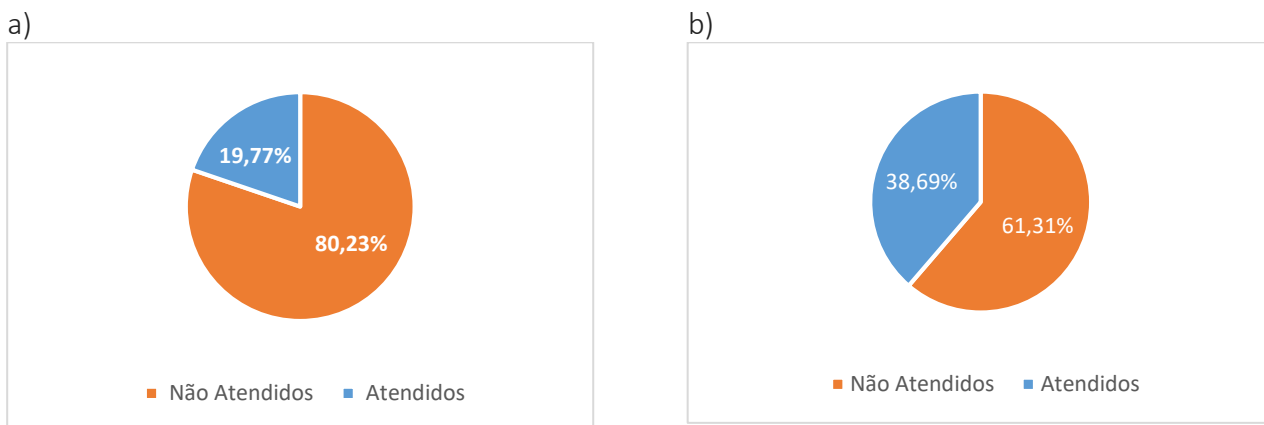 a)
19,77%
80,23%
Não Atendidos Atendidos
b)
38,69%
61,31%
Não Atendidos Atendidos